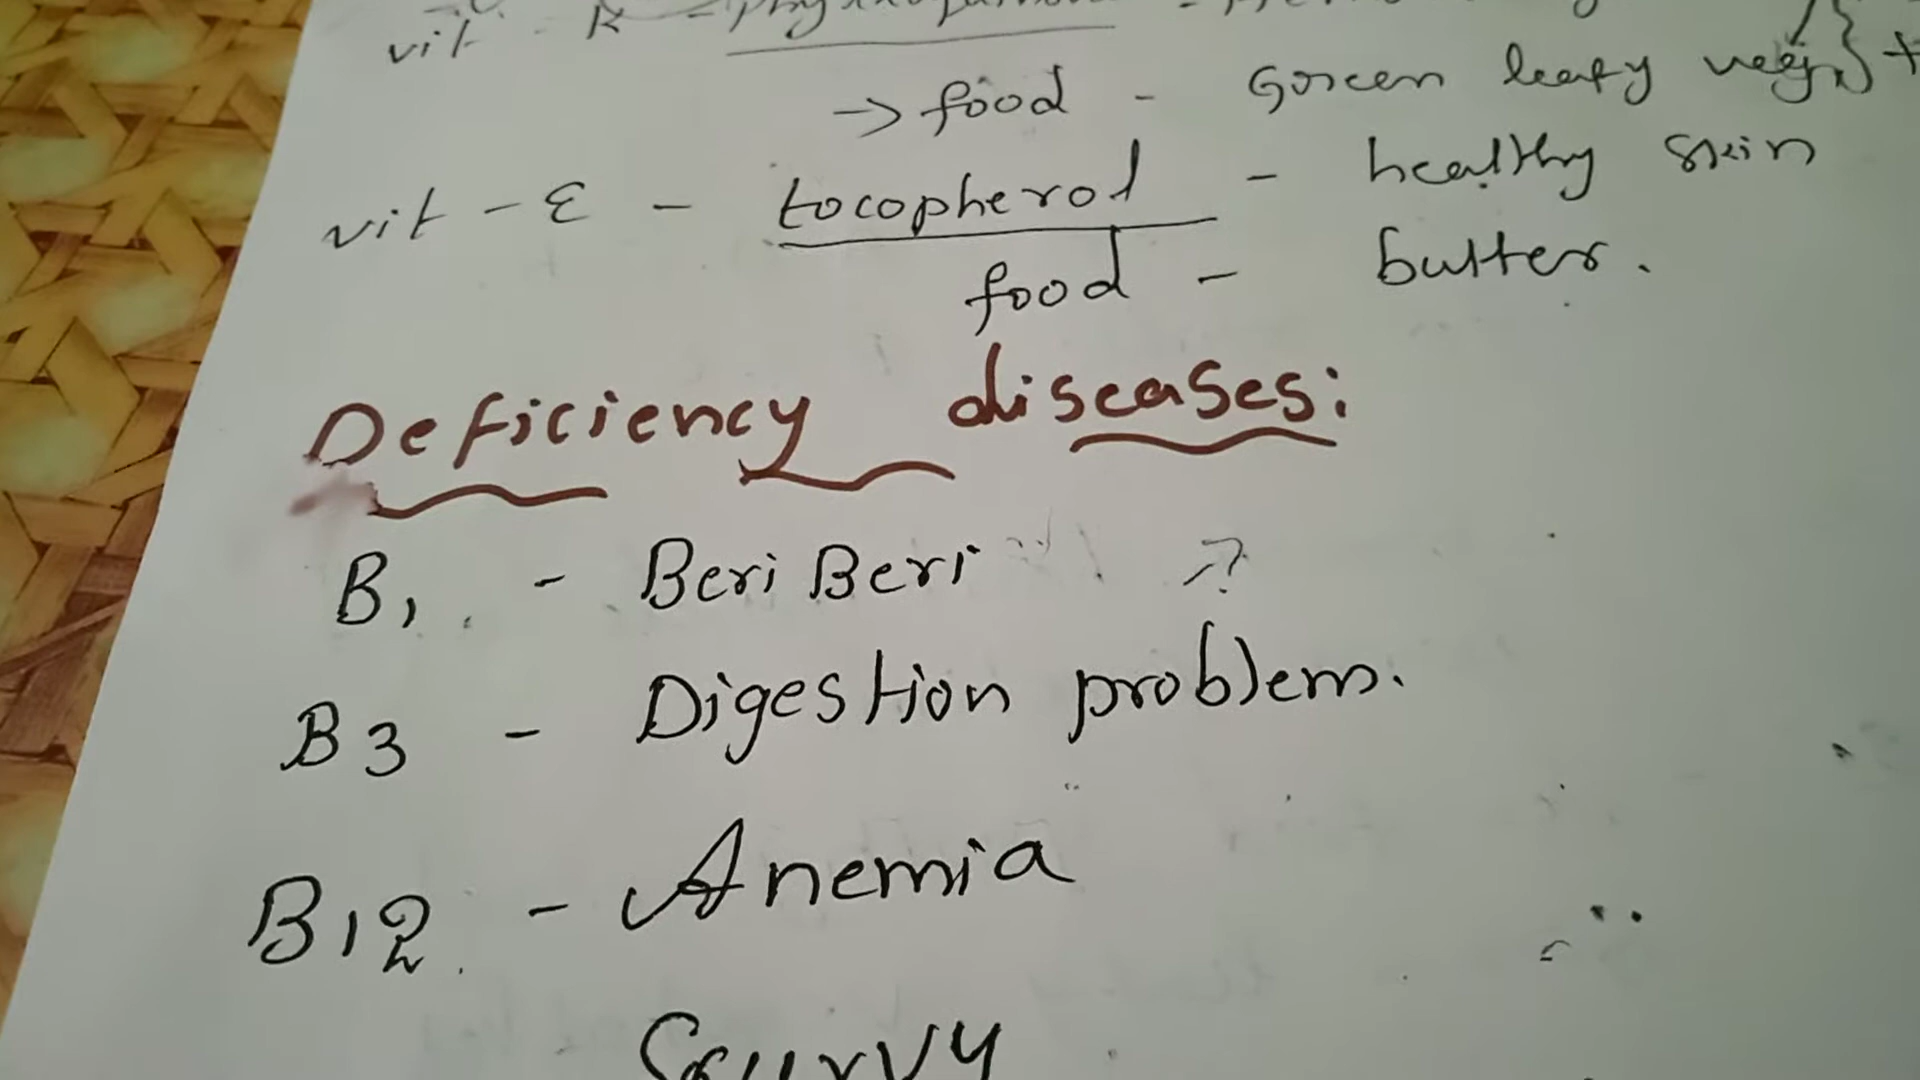 vit - K -
→ food - Green leafy veg
vit - E - tocopherol - healthy skin
food - butter.
Deficiency diseases:
B1 - Beri Beri
B3 - Digestion problem.
B12 - Anemia
Scurvy